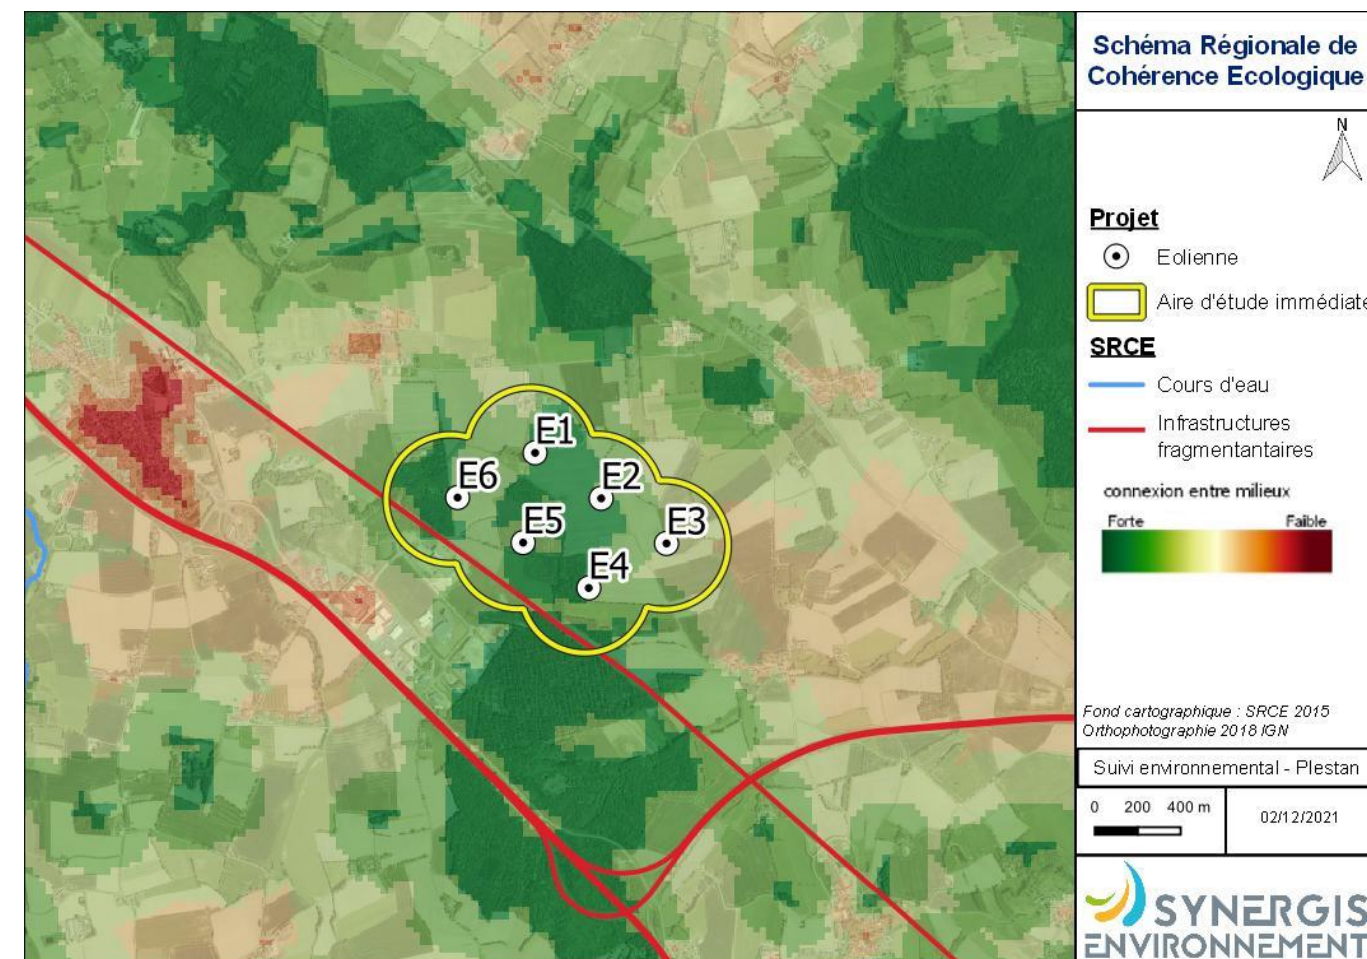 Schéma Régionale de
Cohérence Ecologique
N
Projet
Eolienne
Aire d'étude immédiate
SRCE
Cours d'eau
Infrastructures
fragmentantaires
connexion entre milieux
Forte Faible
Fond cartographique : SRCE 2015
Orthophotographie 2018 IGN
Suivi environnemental - Plestan
0 200 400 m
02/12/2021
SYNERGIS
ENVIRONNEMENT
E1
E2
E6
E3
E5
E4